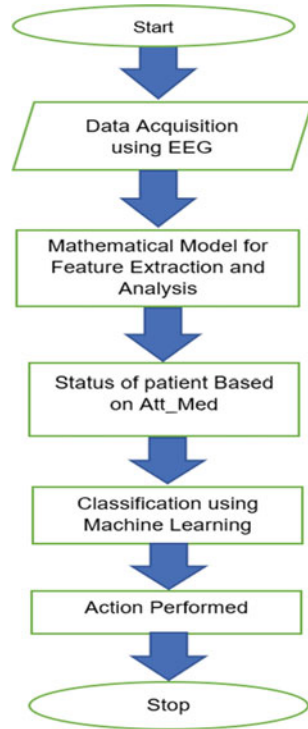 Start
Data Acquisition
using EEG
Mathematical Model for
Feature Extraction and
Analysis
Status of patient Based
on Att_Med
Classification using
Machine Learning
Action Performed
Stop